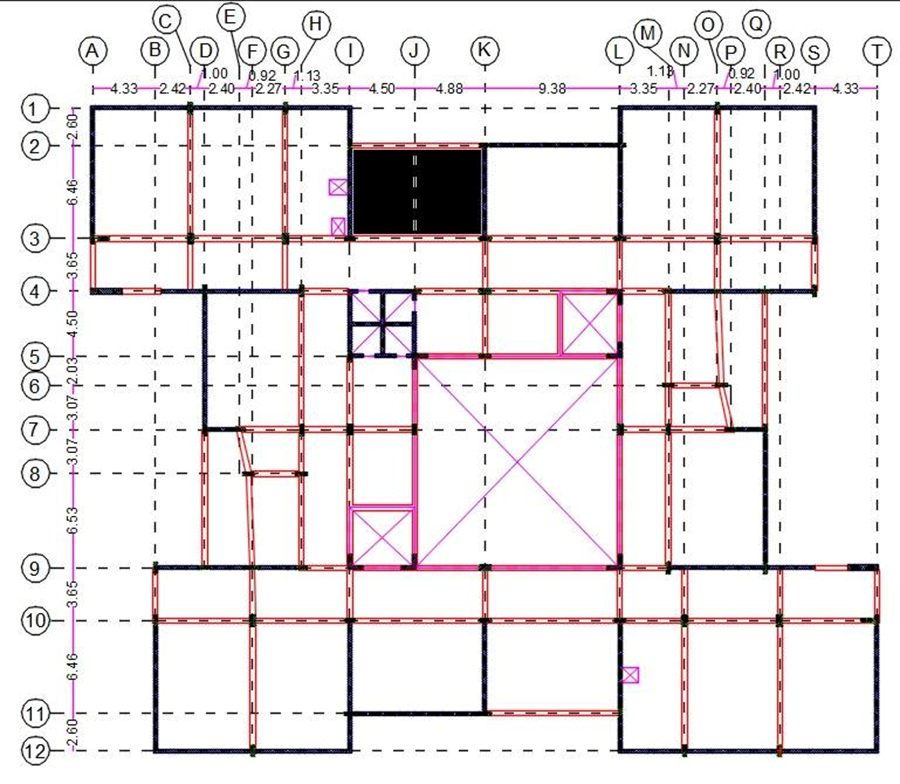 E
C
H
M
O
Q
A
B
D
F
G
I
J
K
L
N
P
R
S
T
1.00
0.92
1.13
1.13
0.92
1.00
4.33
2.42
2.40
2.27
3.35
4.50
4.88
9.38
3.35
2.27
2.40
2.42
4.33
1
2.60
2
6.46
3
3.65
4
4.50
5
2.03
6
3.07
7
3.07
8
6.53
9
3.65
10
6.46
11
2.60
12